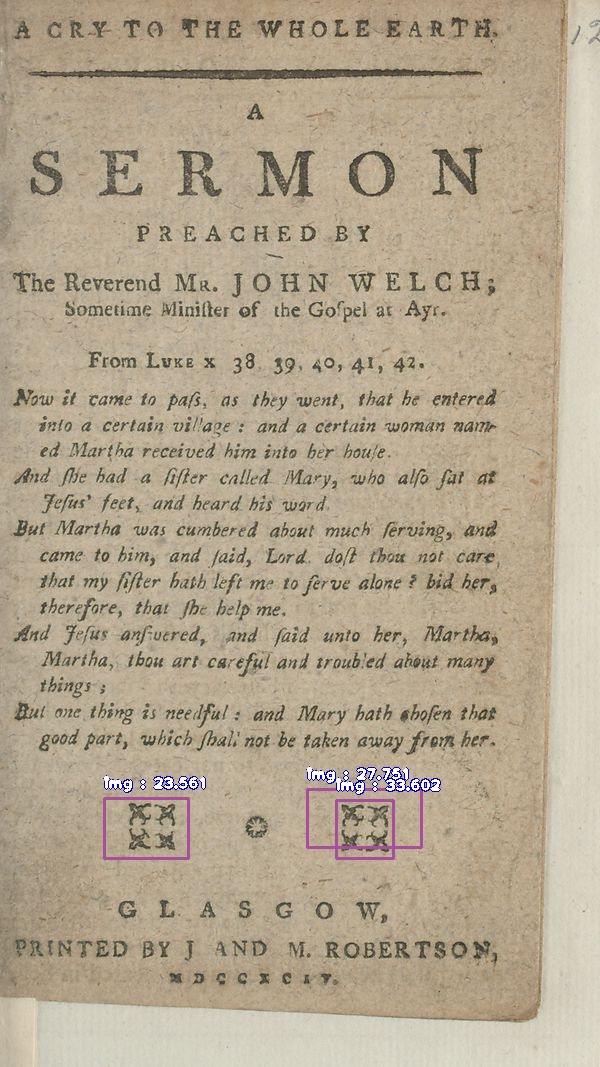 A CRY TO THE WHOLE EARTH.
12
A
SERMON
PREACHED BY
The Reverend MR. JOHN WELCH;
Sometime Miniſter of the Goſpel at Ayr.
From LUKE x 38 39, 40, 41, 42.
Now it came to paſs, as they went, that he entered
into a certain village : and a certain woman nam-
ed Martha received him into her houſe.
And ſhe had a ſiſter called Mary, who alſo ſat at
Jeſus' feet, and heard his word
But Martha was cumbered about much ſerving, and
came to him, and ſaid, Lord doſt thou not care,
that my ſiſter hath left me to ſerve alone ? bid her,
therefore, that ſhe help me.
And Jeſus anſwered, and ſaid unto her, Martha,
Martha, thou art careful and troubled about many
things ;
But one thing is needful : and Mary hath choſen that
good part, which ſhall not be taken away from her.
img : 23.561
img : 27.751
img : 33.602
GLASGOW,
PRINTED BY J AND M. ROBERTSON,
MDCCXCIV.